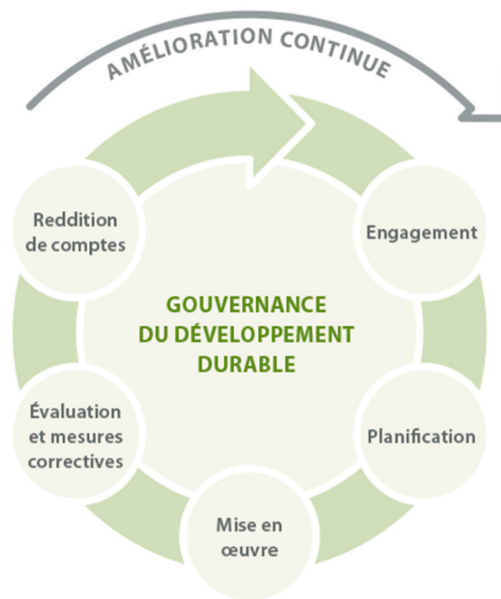 AMÉLIORATION CONTINUE
Reddition
de comptes
Engagement
GOUVERNANCE
DU DÉVELOPPEMENT
DURABLE
Évaluation
et mesures
correctives
Planification
Mise en
œuvre